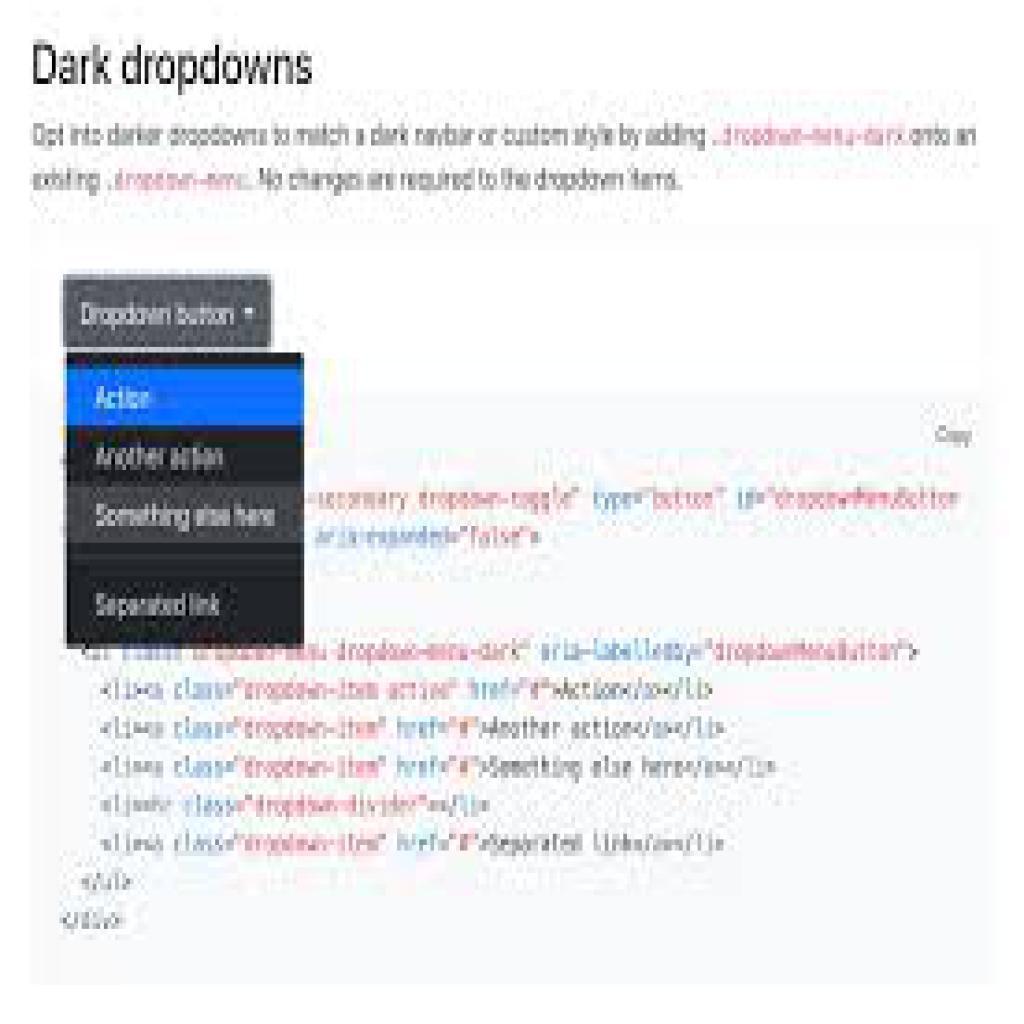 Dark dropdowns
Opt into darker dropdowns to match a dark navbar or custom style by adding .dropdown-menu-dark onto an
existing .dropdown-menu. No changes are required to the dropdown items.
Dropdown button
Action
Another action
Something else here
Separated link
Copy
-secondary dropdown-toggle" type="button" id="dropdownMenuButton
aria-expanded="false">
dropdown-menu dropdown-menu-dark" aria-labelledby="dropdownMenuButton">
<li><a class="dropdown-item active" href="#">Action</a></li>
<li><a class="dropdown-item" href="#">Another action</a></li>
<li><a class="dropdown-item" href="#">Something else here</a></li>
<li><hr class="dropdown-divider"></li>
<li><a class="dropdown-item" href="#">Separated link</a></li>
</ul>
</div>